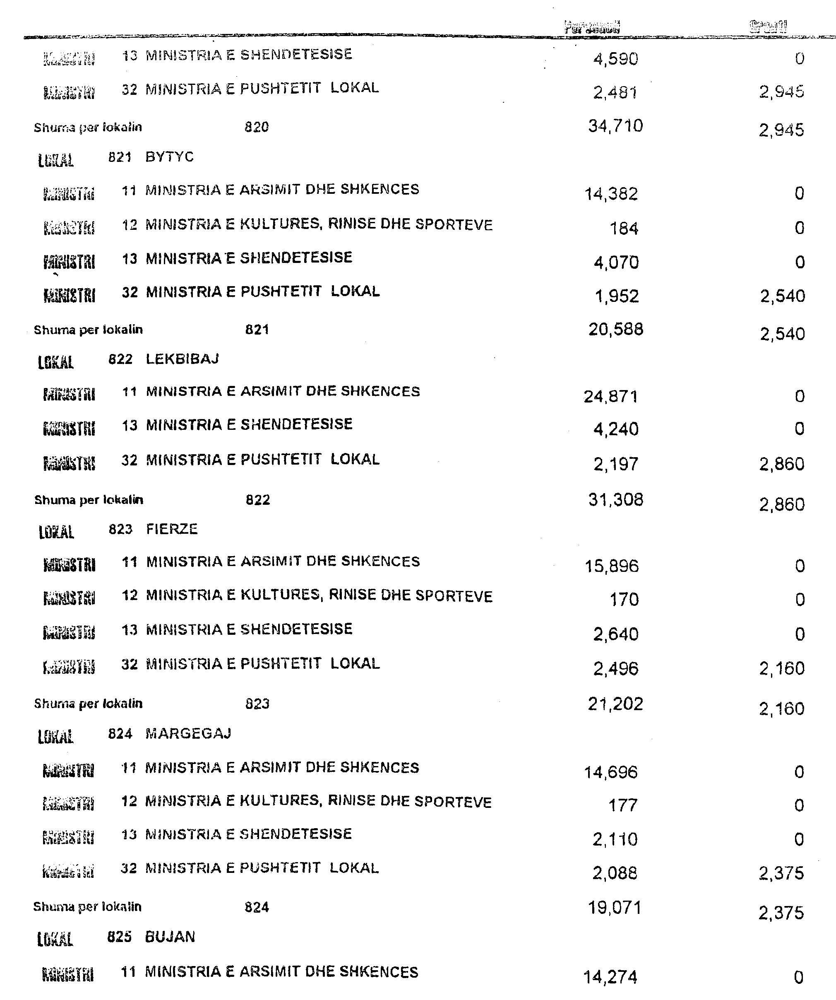 Personeli Granti
MINISTRI 13 MINISTRIA E SHENDETESISE 4,590 0
MINISTRI 32 MINISTRIA E PUSHTETIT LOKAL 2,481 2,945
Shuma per lokalin 820 34,710 2,945
LOKAL 821 BYTYC
MINISTRI 11 MINISTRIA E ARSIMIT DHE SHKENCES 14,382 0
MINISTRI 12 MINISTRIA E KULTURES, RINISE DHE SPORTEVE 184 0
MINISTRI 13 MINISTRIA E SHENDETESISE 4,070 0
MINISTRI 32 MINISTRIA E PUSHTETIT LOKAL 1,952 2,540
Shuma per lokalin 821 20,588 2,540
LOKAL 822 LEKBIBAJ
MINISTRI 11 MINISTRIA E ARSIMIT DHE SHKENCES 24,871 0
MINISTRI 13 MINISTRIA E SHENDETESISE 4,240 0
MINISTRI 32 MINISTRIA E PUSHTETIT LOKAL 2,197 2,860
Shuma per lokalin 822 31,308 2,860
LOKAL 823 FIERZE
MINISTRI 11 MINISTRIA E ARSIMIT DHE SHKENCES 15,896 0
MINISTRI 12 MINISTRIA E KULTURES, RINISE DHE SPORTEVE 170 0
MINISTRI 13 MINISTRIA E SHENDETESISE 2,640 0
MINISTRI 32 MINISTRIA E PUSHTETIT LOKAL 2,496 2,160
Shuma per lokalin 823 21,202 2,160
LOKAL 824 MARGEGAJ
MINISTRI 11 MINISTRIA E ARSIMIT DHE SHKENCES 14,696 0
MINISTRI 12 MINISTRIA E KULTURES, RINISE DHE SPORTEVE 177 0
MINISTRI 13 MINISTRIA E SHENDETESISE 2,110 0
MINISTRI 32 MINISTRIA E PUSHTETIT LOKAL 2,088 2,375
Shuma per lokalin 824 19,071 2,375
LOKAL 825 BUJAN
MINISTRI 11 MINISTRIA E ARSIMIT DHE SHKENCES 14,274 0